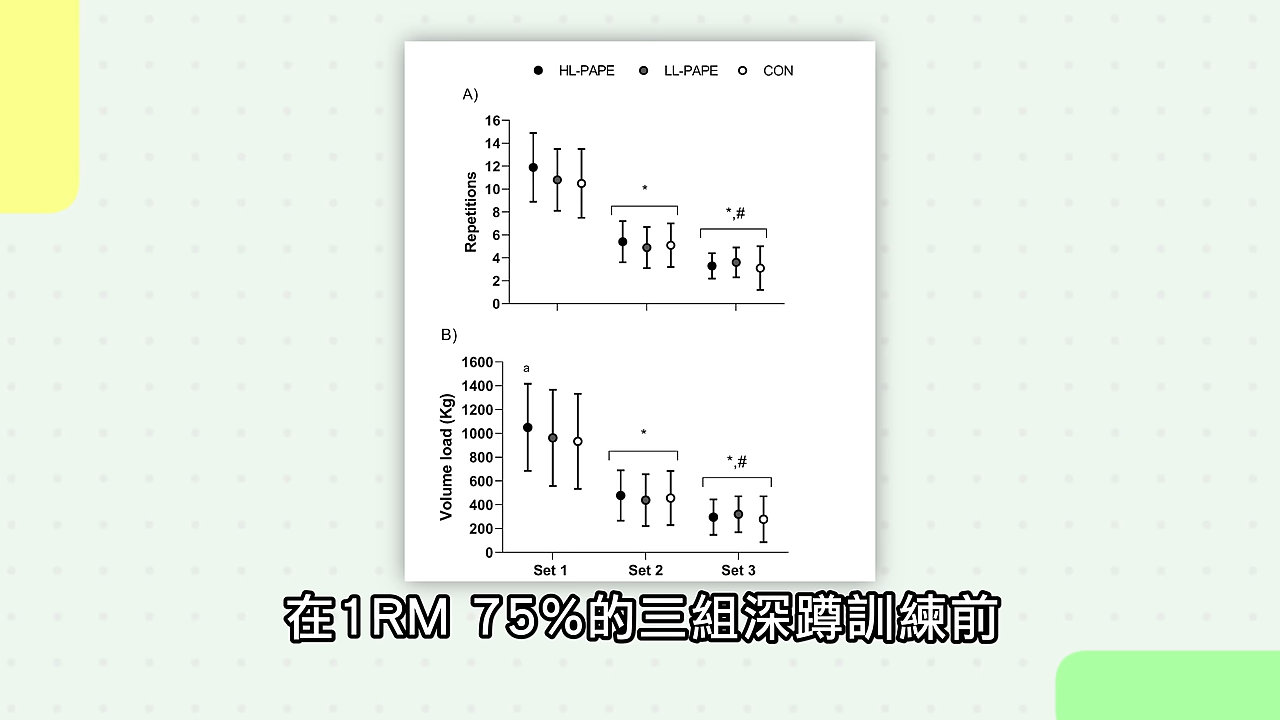 HL-PAPE LL-PAPE CON
A)
16
14
12
10
8
6
4
2
0
Repetitions
*
*,#
B)
1600
1400
1200
1000
800
600
400
200
0
Volume load (Kg)
a
*
*,#
Set 1 Set 2 Set 3
在1RM 75%的三組深蹲訓練前